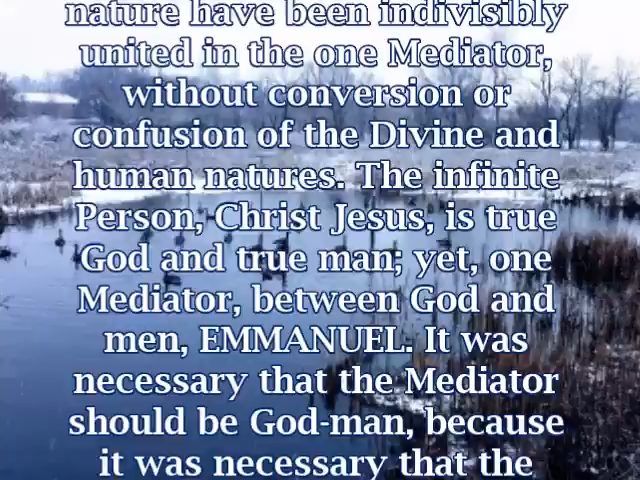 nature have been indivisibly
united in the one Mediator,
without conversion or
confusion of the Divine and
human natures. The infinite
Person, Christ Jesus, is true
God and true man; yet, one
Mediator, between God and
men, EMMANUEL. It was
necessary that the Mediator
should be God-man, because
it was necessary that the